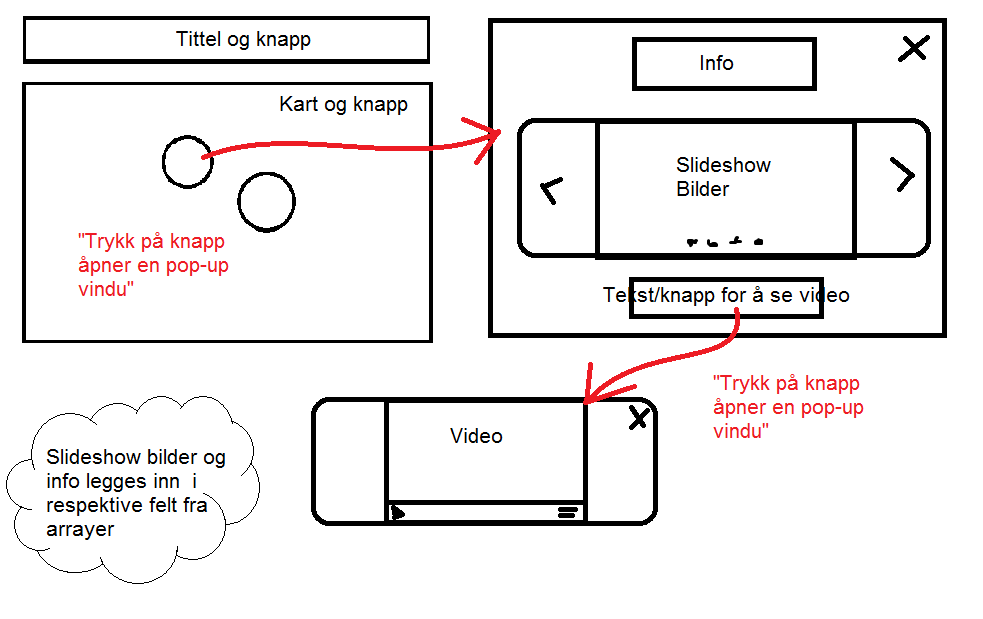 Tittel og knapp
Kart og knapp
"Trykk på knapp
åpner en pop-up
vindu"
Info
Slideshow
Bilder
Tekst/knapp for å se video
"Trykk på knapp
åpner en pop-up
vindu"
Video
Slideshow bilder og
info legges inn  i
respektive felt fra
arrayer